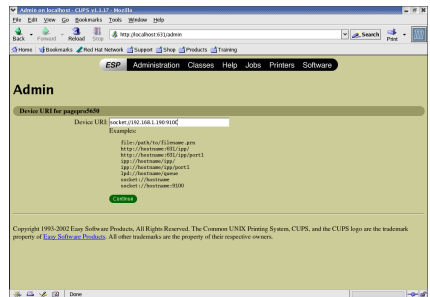 Admin on localhost - CUPS v1.1.17 - Mozilla
File Edit View Go Bookmarks Tools Window Help
Back Forward Reload Stop http://localhost:631/admin Search Print
Home Bookmarks Red Hat Network Support Shop Products Training
ESP Administration Classes Help Jobs Printers Software
Admin
Device URI for pagepro5650
Device URI: socket://192.168.1.190:9100
Examples:
file:/path/to/filename.prn
http://hostname:631/ipp/
http://hostname:631/ipp/port1
ipp://hostname/ipp/
ipp://hostname/ipp/port1
lpd://hostname/queue
socket://hostname
socket://hostname:9100
Continue
Copyright 1993-2002 Easy Software Products, All Rights Reserved. The Common UNIX Printing System, CUPS, and the CUPS logo are the trademark
property of Easy Software Products. All other trademarks are the property of their respective owners.
Done